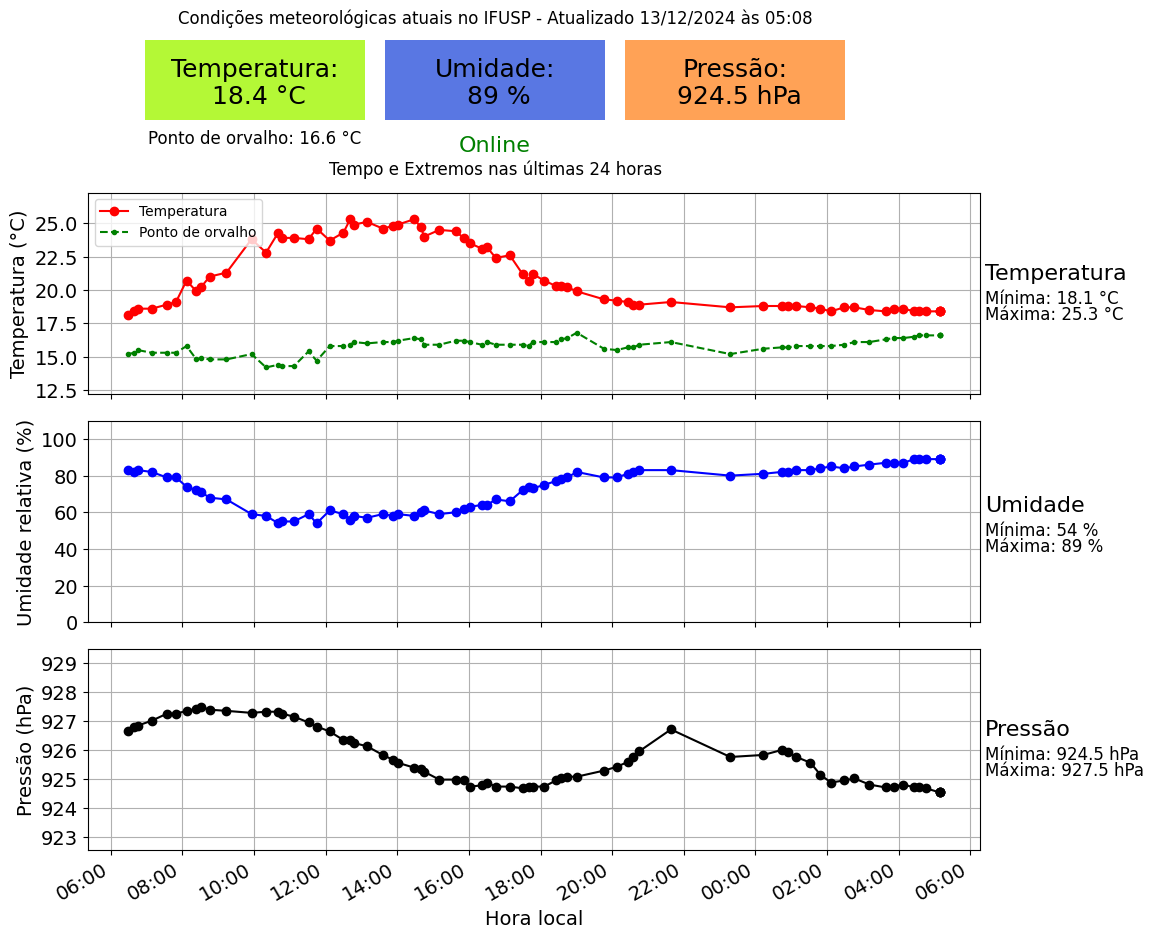 Condições meteorológicas atuais no IFUSP - Atualizado 13/12/2024 às 05:08
Temperatura:
18.4 °C
Umidade:
89 %
Pressão:
924.5 hPa
Ponto de orvalho: 16.6 °C
Online
Tempo e Extremos nas últimas 24 horas
Temperatura (°C)
25.0
22.5
20.0
17.5
15.0
12.5
Temperatura
Ponto de orvalho
Temperatura
Mínima: 18.1 °C
Máxima: 25.3 °C
Umidade relativa (%)
100
80
60
40
20
0
Umidade
Mínima: 54 %
Máxima: 89 %
Pressão (hPa)
929
928
927
926
925
924
923
Pressão
Mínima: 924.5 hPa
Máxima: 927.5 hPa
06:00 08:00 10:00 12:00 14:00 16:00 18:00 20:00 22:00 00:00 02:00 04:00 06:00
Hora local